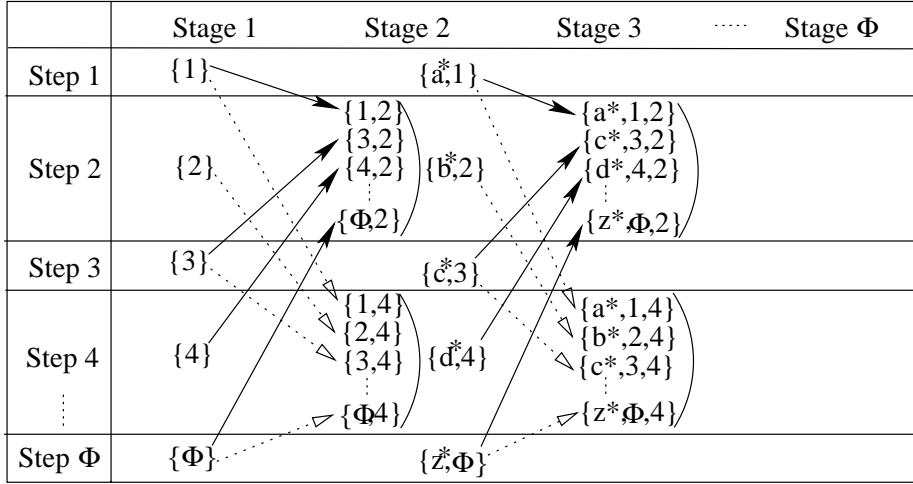 Stage 1 Stage 2 Stage 3 Stage Φ
Step 1 {1} {a*,1}
{1,2} {a*,1,2}
{3,2} {c*,3,2}
Step 2 {2} {4,2} {b*,2} {d*,4,2}
{Φ,2} {z*,Φ,2}
Step 3 {3} {c*,3}
{1,4} {a*,1,4}
{2,4} {b*,2,4}
Step 4 {4} {3,4} {d*,4} {c*,3,4}
{Φ,4} {z*,Φ,4}
Step Φ {Φ} {z*,Φ}